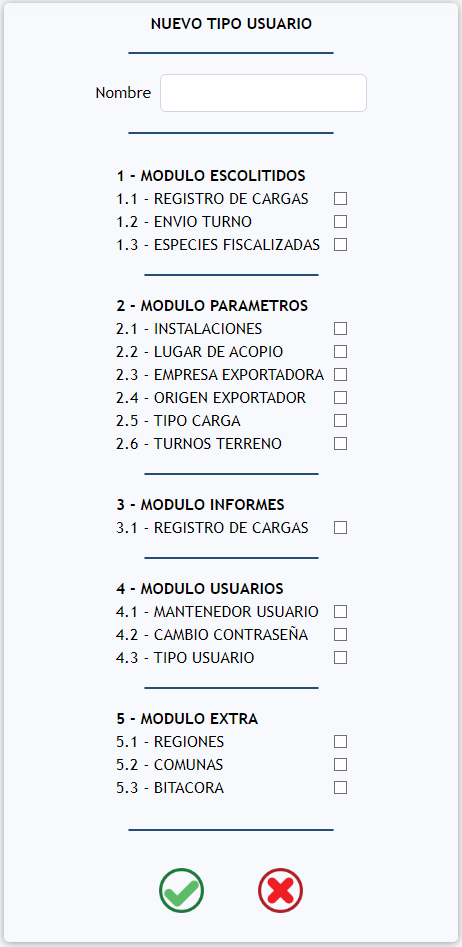 NUEVO TIPO USUARIO
Nombre
1 - MODULO ESCOLITIDOS
1.1 - REGISTRO DE CARGAS
1.2 - ENVIO TURNO
1.3 - ESPECIES FISCALIZADAS
2 - MODULO PARAMETROS
2.1 - INSTALACIONES
2.2 - LUGAR DE ACOPIO
2.3 - EMPRESA EXPORTADORA
2.4 - ORIGEN EXPORTADOR
2.5 - TIPO CARGA
2.6 - TURNOS TERRENO
3 - MODULO INFORMES
3.1 - REGISTRO DE CARGAS
4 - MODULO USUARIOS
4.1 - MANTENEDOR USUARIO
4.2 - CAMBIO CONTRASEÑA
4.3 - TIPO USUARIO
5 - MODULO EXTRA
5.1 - REGIONES
5.2 - COMUNAS
5.3 - BITACORA